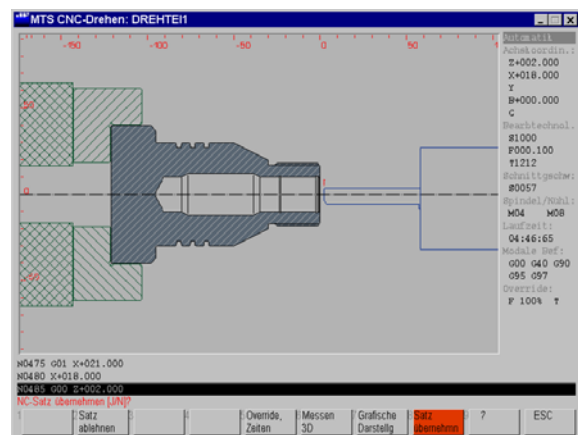 MTS CNC-Drehen: DREHTEIL1
-150 -100 -50 0
Automatik
Achskoordin.:
Z+002.000
X+018.000
Y
B+000.000
C
Bearbtechnol.
S1000
F000.100
T1212
Schnittgeschw:
S0057
Spindel/Kühl:
M04 M08
Laufzeit:
04:46:65
Modale Bef:
G00 G40 G90
G95 G97
Override:
F 100% T
0
N0475 G01 X+021.000
N0480 X+018.000
N0485 G00 Z+002.000
NC-Satz übernehmen [J/N]?
Satz ablehnen
Override, Zeiten
Messen 3D
Grafische Darstellg
Satz übernehmn
?
ESC